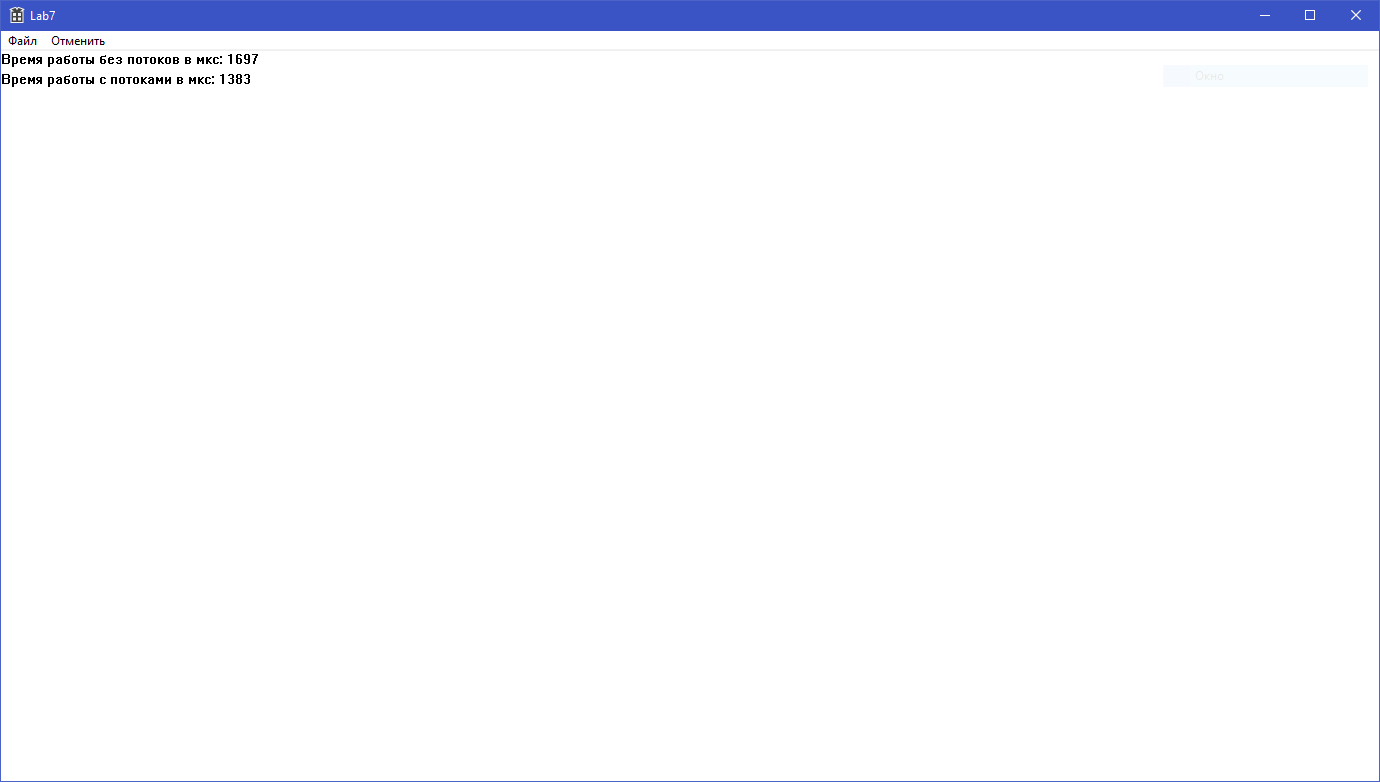 Lab7
Файл Отменить
Время работы без потоков в мкс: 1697
Время работы с потоками в мкс: 1383
Окно